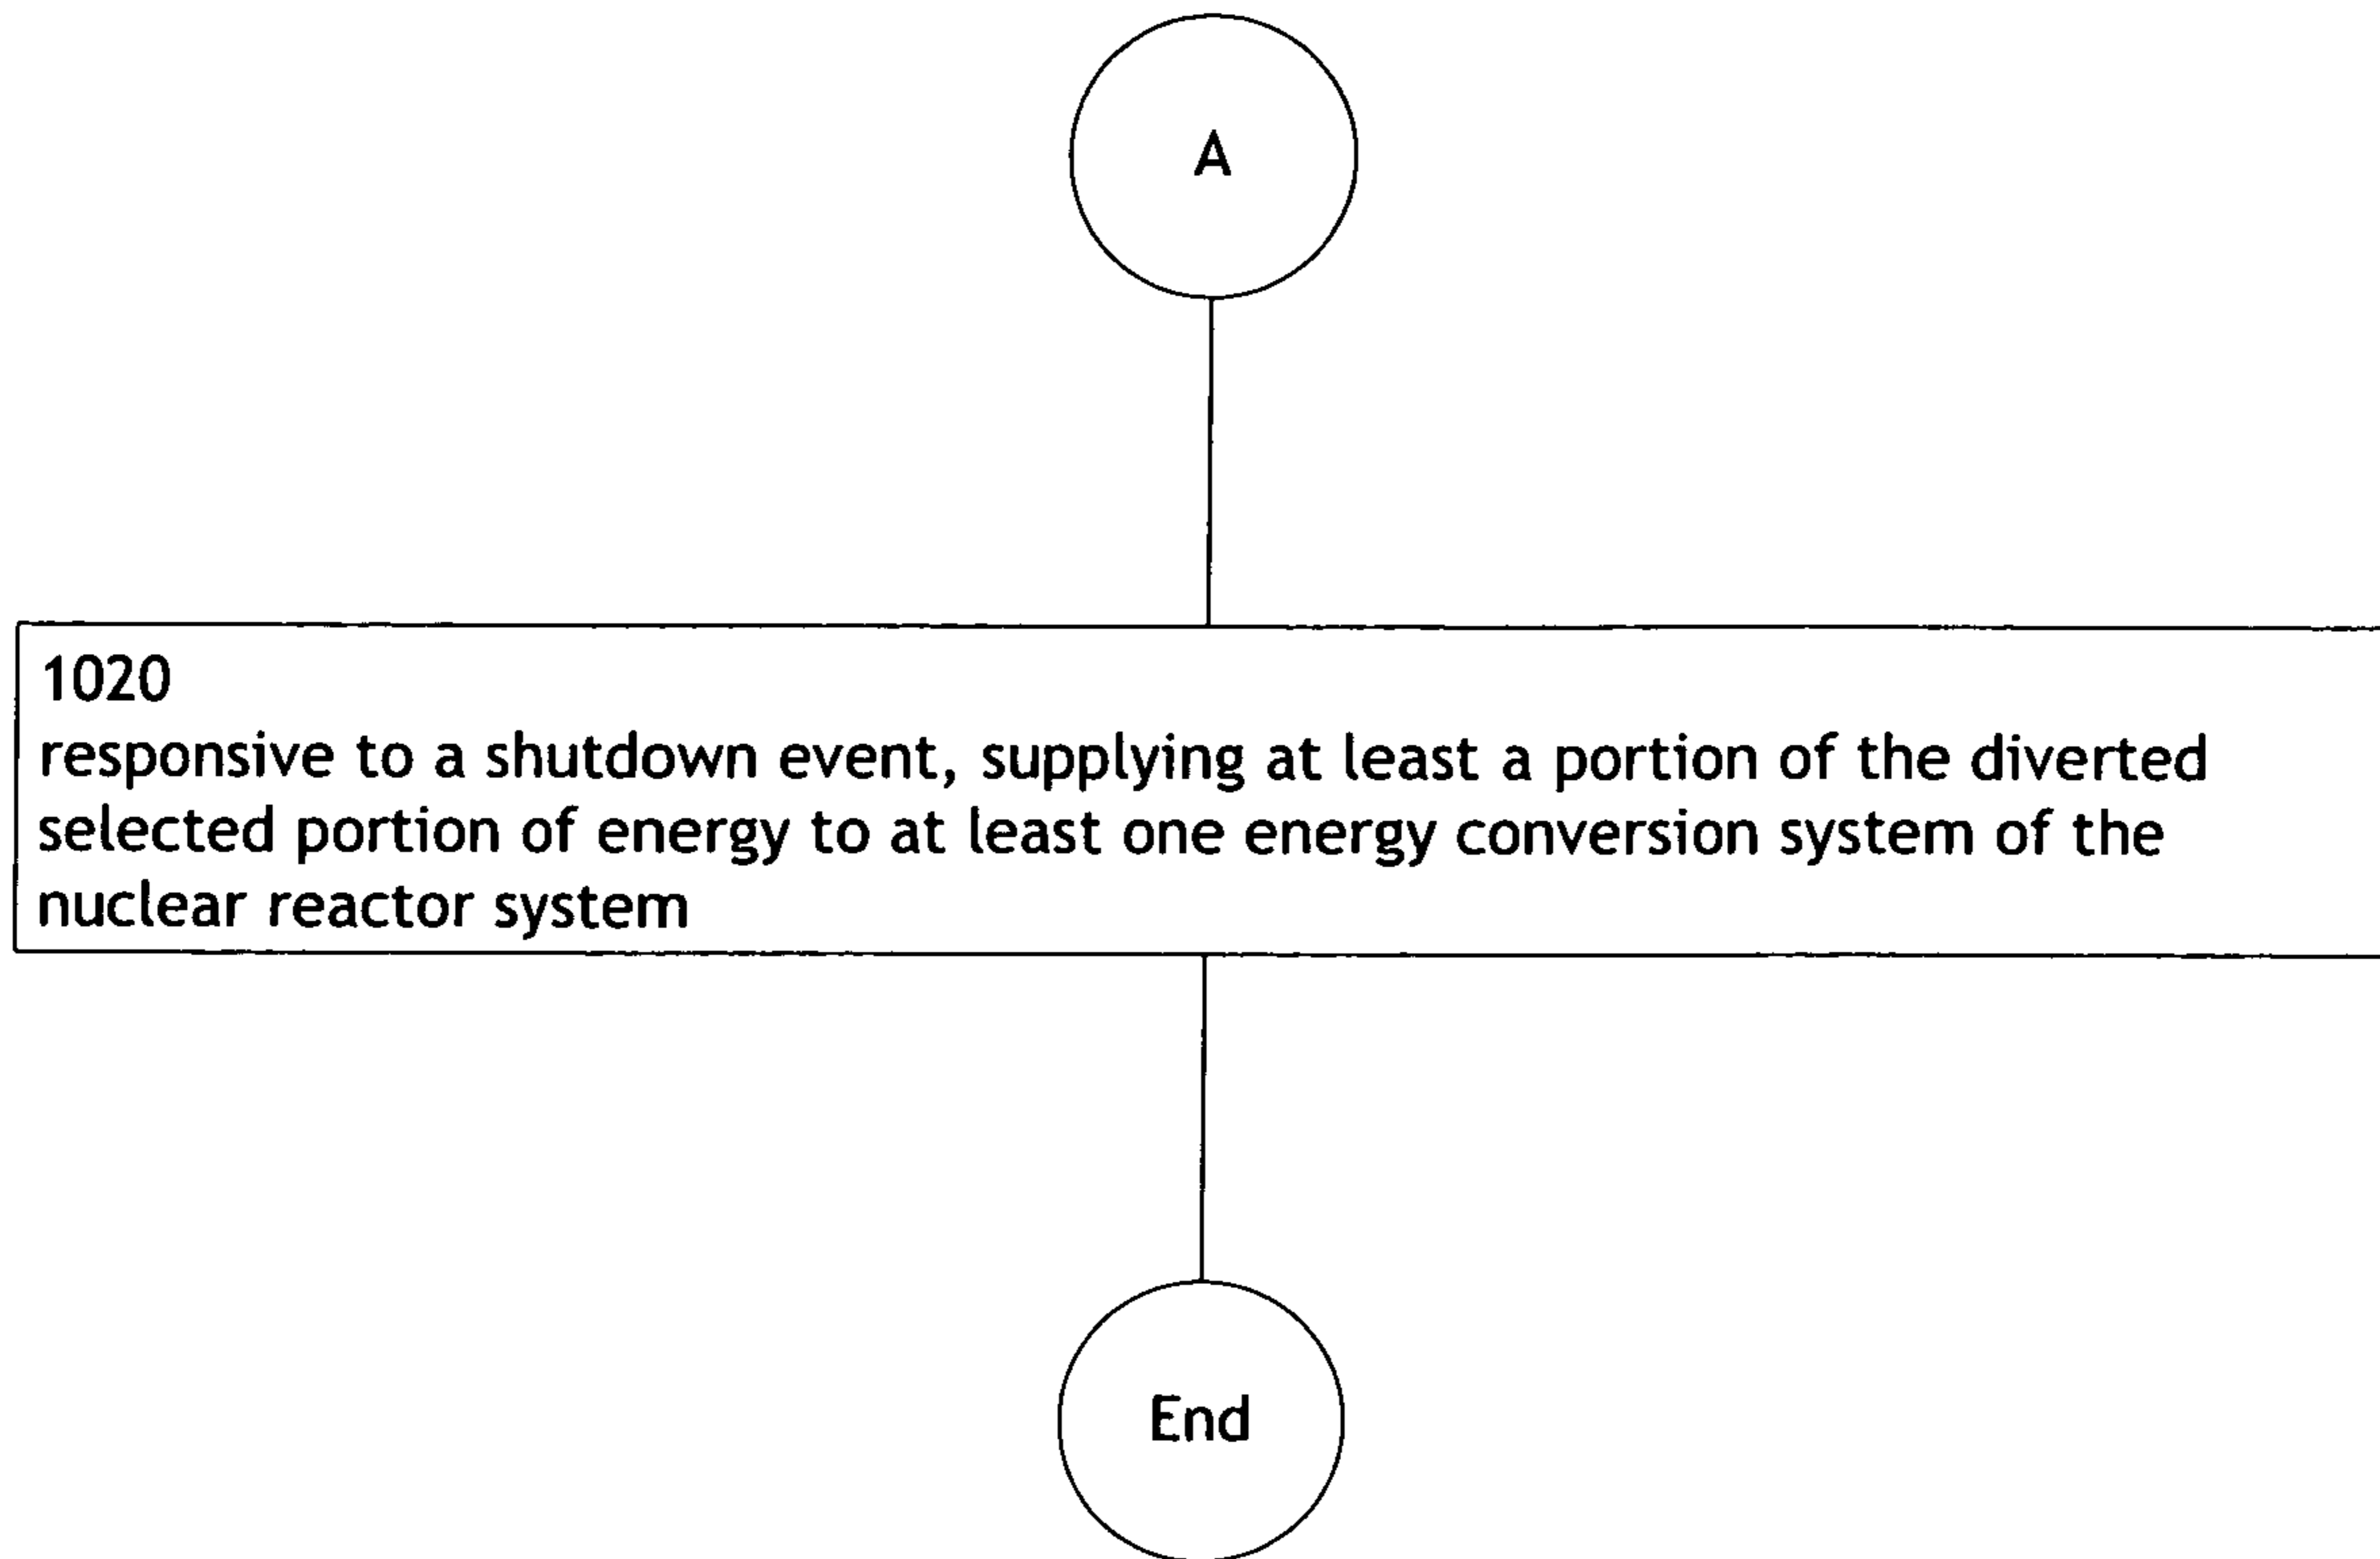 A
1020
responsive to a shutdown event, supplying at least a portion of the diverted
selected portion of energy to at least one energy conversion system of the
nuclear reactor system
End